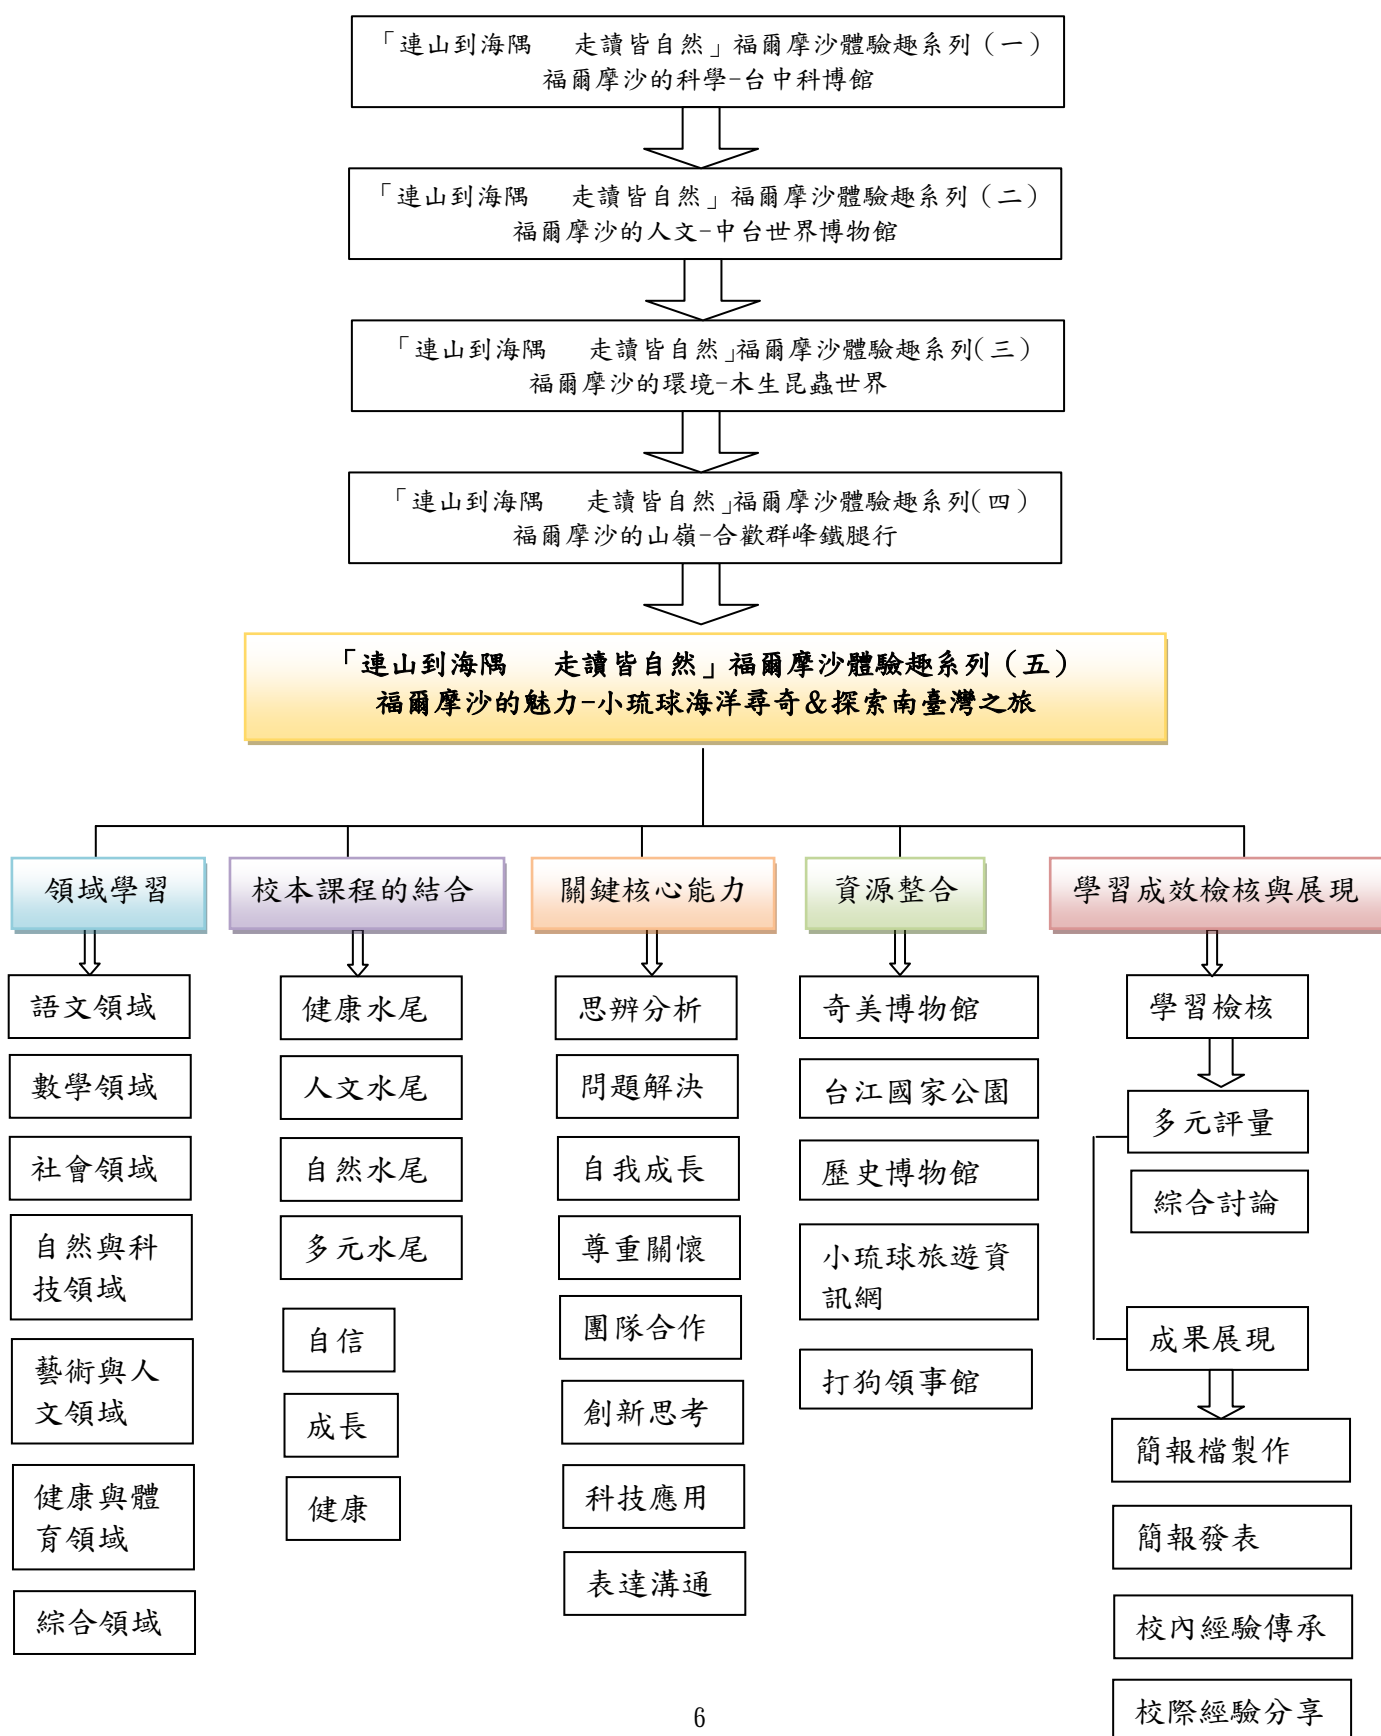 「連山到海隅　走讀皆自然」福爾摩沙體驗趣系列（一）
福爾摩沙的科學-台中科博館
「連山到海隅　走讀皆自然」福爾摩沙體驗趣系列（二）
福爾摩沙的人文-中台世界博物館
「連山到海隅　走讀皆自然」福爾摩沙體驗趣系列(三)
福爾摩沙的環境-木生昆蟲世界
「連山到海隅　走讀皆自然」福爾摩沙體驗趣系列(四)
福爾摩沙的山嶺-合歡群峰鐵腿行
「連山到海隅　走讀皆自然」福爾摩沙體驗趣系列（五）
福爾摩沙的魅力-小琉球海洋尋奇&探索南臺灣之旅
領域學習
語文領域
數學領域
社會領域
自然與科
技領域
藝術與人
文領域
健康與體
育領域
綜合領域
校本課程的結合
健康水尾
人文水尾
自然水尾
多元水尾
自信
成長
健康
關鍵核心能力
思辨分析
問題解決
自我成長
尊重關懷
團隊合作
創新思考
科技應用
表達溝通
資源整合
奇美博物館
台江國家公園
歷史博物館
小琉球旅遊資
訊網
打狗領事館
學習成效檢核與展現
學習檢核
多元評量
綜合討論
成果展現
簡報檔製作
簡報發表
校內經驗傳承
校際經驗分享
6